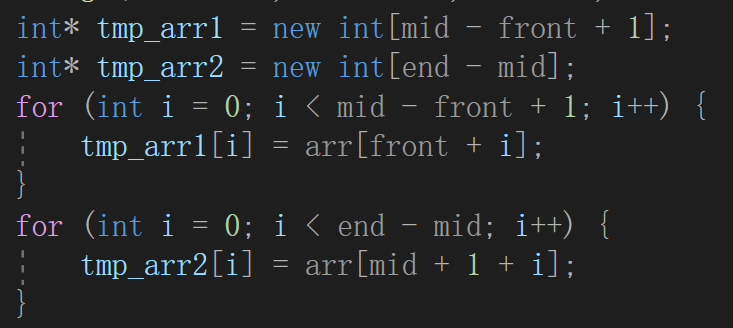 int* tmp_arr1 = new int[mid - front + 1];
int* tmp_arr2 = new int[end - mid];
for (int i = 0; i < mid - front + 1; i++) {
    tmp_arr1[i] = arr[front + i];
}
for (int i = 0; i < end - mid; i++) {
    tmp_arr2[i] = arr[mid + 1 + i];
}